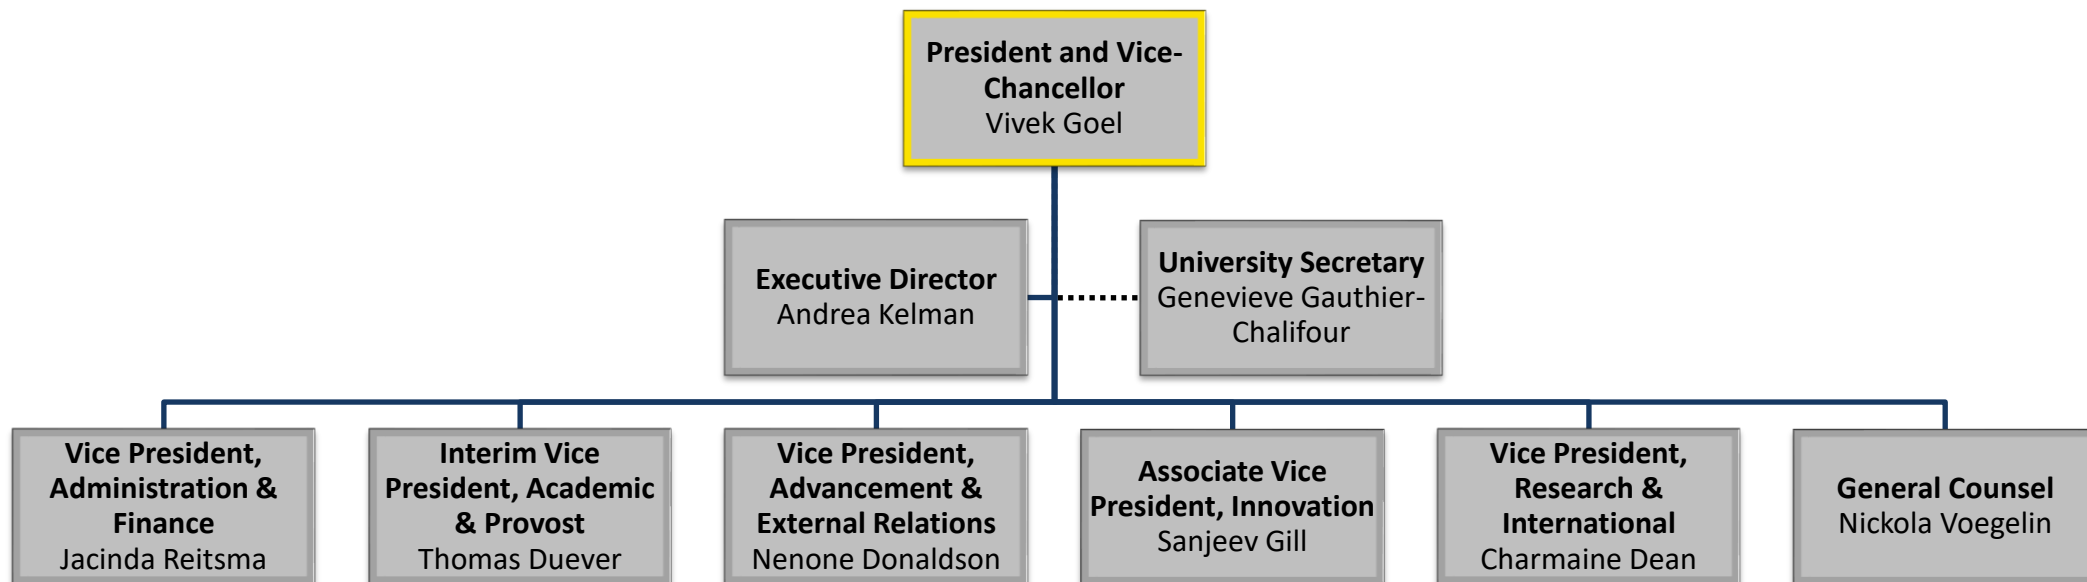 President and Vice-
Chancellor
Vivek Goel
Executive Director
Andrea Kelman
University Secretary
Genevieve Gauthier-
Chalifour
Vice President,
Administration &
Finance
Jacinda Reitsma
Interim Vice
President, Academic
& Provost
Thomas Duever
Vice President,
Advancement &
External Relations
Nenone Donaldson
Associate Vice
President, Innovation
Sanjeev Gill
Vice President,
Research &
International
Charmaine Dean
General Counsel
Nickola Voegelin